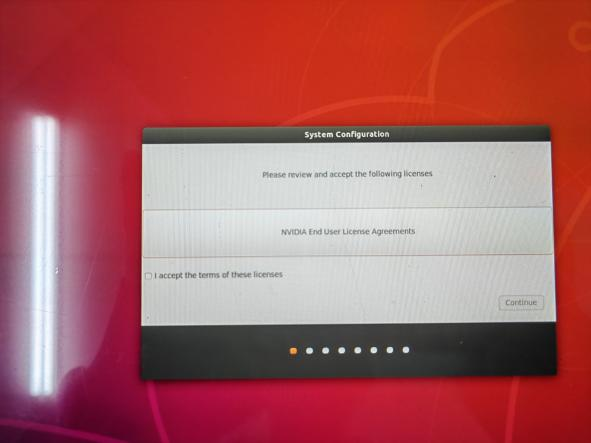 System Configuration
Please review and accept the following licenses
NVIDIA End User License Agreements
I accept the terms of these licenses
Continue